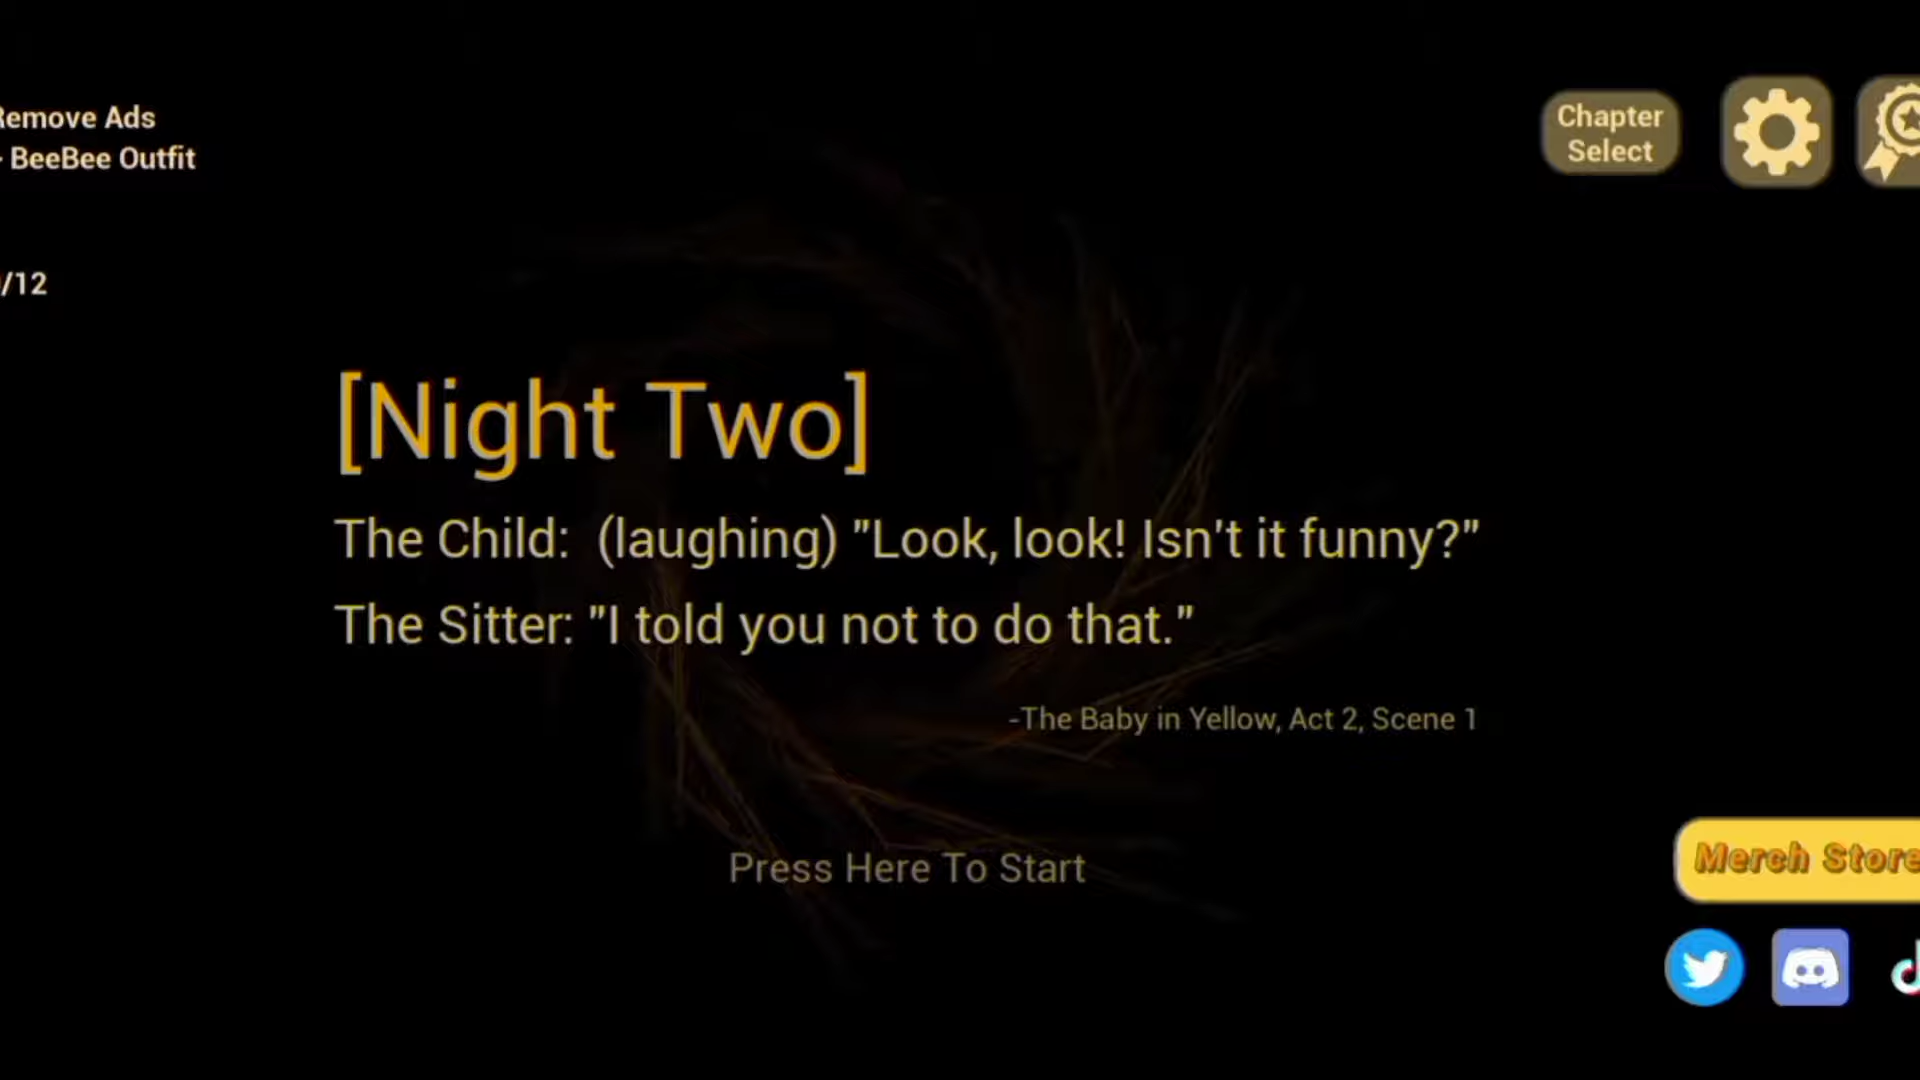 Remove Ads
BeeBee Outfit
Chapter
Select
/12
[Night Two]
The Child: (laughing) "Look, look! Isn't it funny?"
The Sitter: "I told you not to do that."
-The Baby in Yellow, Act 2, Scene 1
Press Here To Start
Merch Store